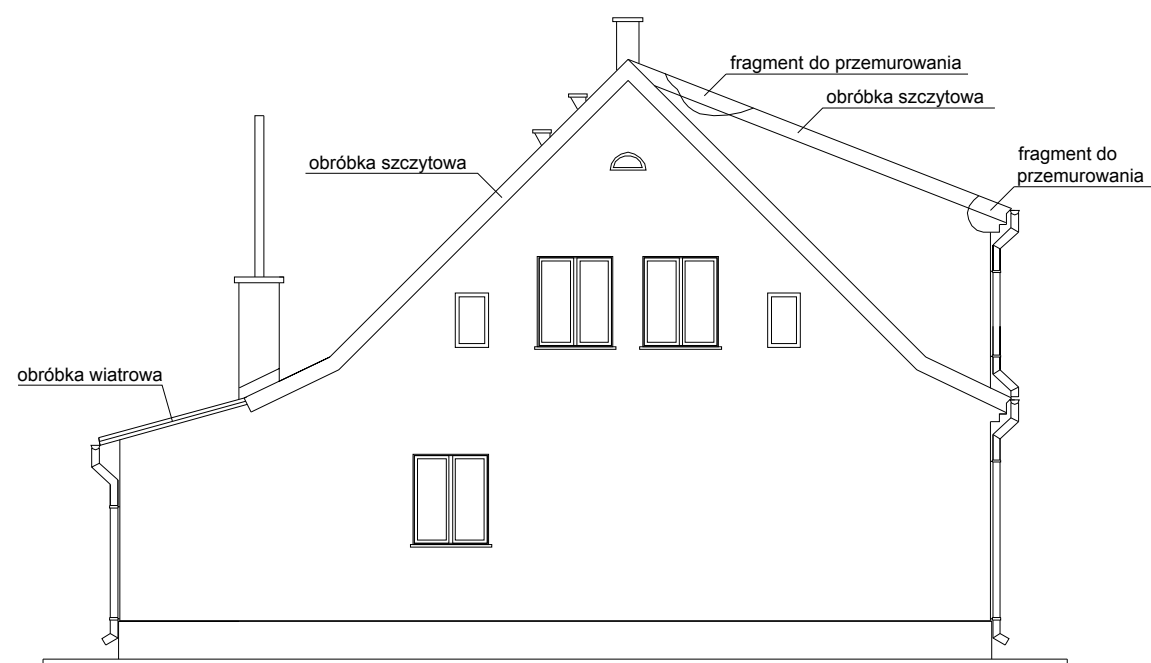 fragment do przemurowania
obróbka szczytowa
obróbka szczytowa
fragment do
przemurowania
obróbka wiatrowa